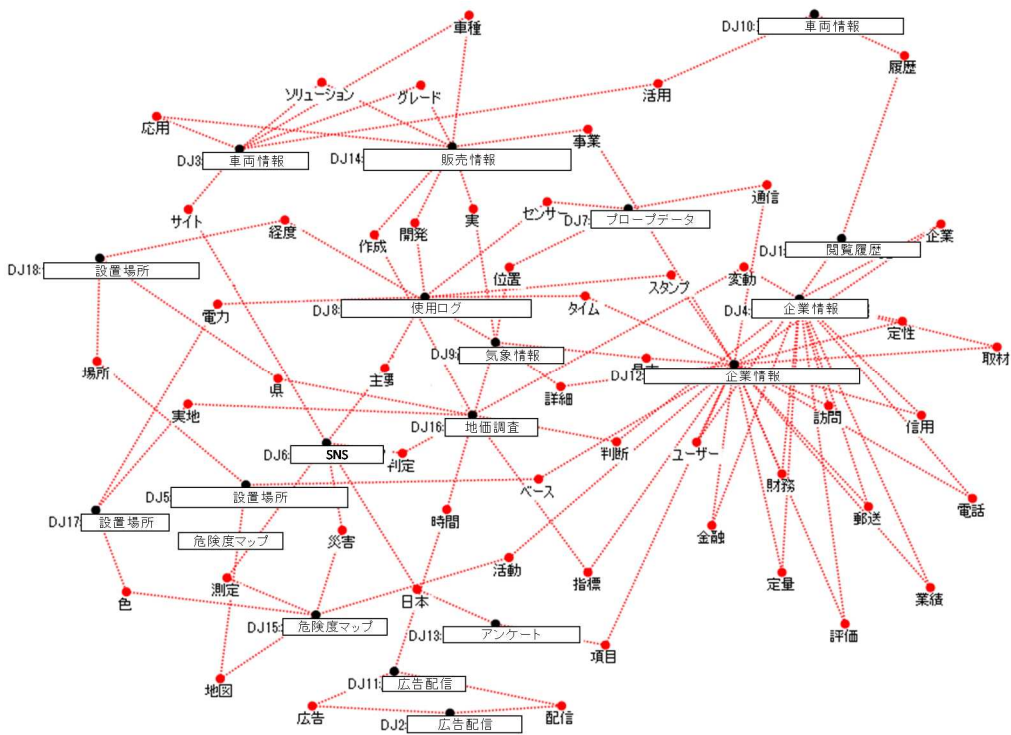 車種
DJ10: 車両情報
履歴
ソリューション
グレード
活用
応用
事業
DJ3: 車両情報
DJ14: 販売情報
通信
サイト
経度
作成
開発
実
センサー
DJ7: プローブデータ
企業
DJ1: 閲覧履歴
DJ18: 設置場所
位置
スタンプ
変動
電力
DJ8: 使用ログ
タイム
DJ4: 企業情報
定性
DJ9: 気象情報
取材
場所
県
主要
詳細
DJ12: 企業情報
実地
DJ16: 地価調査
訪問
信用
DJ6: SNS
判定
判断
ユーザー
DJ5: 設置場所
ベース
財務
DJ17: 設置場所
時間
郵送
電話
危険度マップ
災害
金融
測定
活動
指標
定量
業績
色
日本
DJ15: 危険度マップ
DJ13: アンケート
評価
項目
地図
DJ11: 広告配信
広告
配信
DJ2: 広告配信